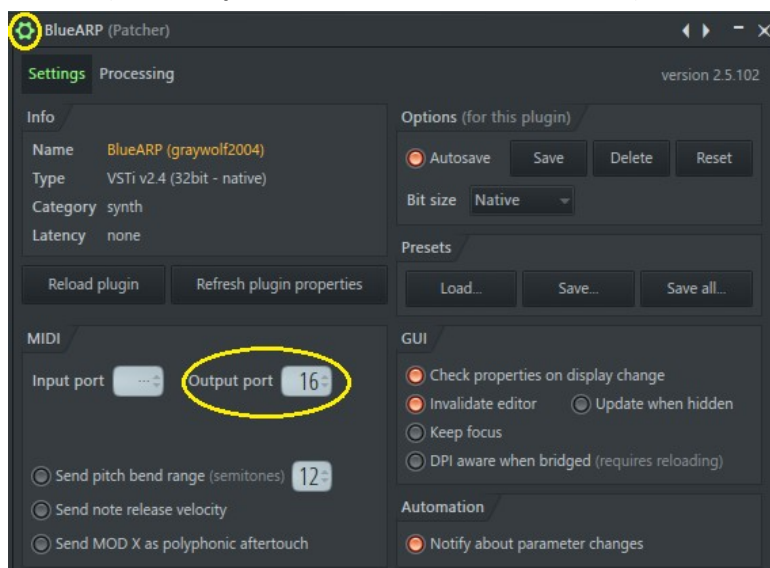 BlueARP (Patcher)
Settings Processing
version 2.5.102
Info
Name BlueARP (graywolf2004)
Type VSTi v2.4 (32bit - native)
Category synth
Latency none
Reload plugin Refresh plugin properties
Options (for this plugin)
Autosave Save Delete Reset
Bit size Native
Presets
Load... Save... Save all...
MIDI
Input port ... Output port 16
Send pitch bend range (semitones) 12
Send note release velocity
Send MOD X as polyphonic aftertouch
GUI
Check properties on display change
Invalidate editor Update when hidden
Keep focus
DPI aware when bridged (requires reloading)
Automation
Notify about parameter changes